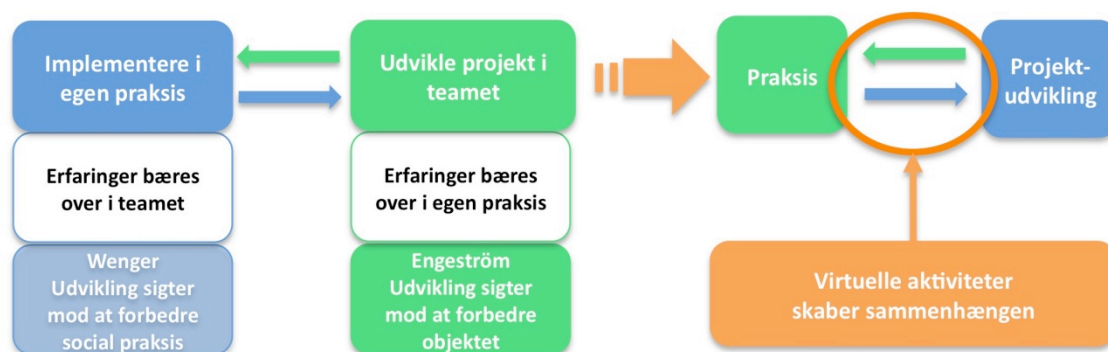 Implementere i
egen praksis
Erfaringer bæres
over i teamet
Wenger
Udvikling sigter
mod at forbedre
social praksis
Udvikle projekt i
teamet
Erfaringer bæres
over i egen praksis
Engeström
Udvikling sigter
mod at forbedre
objektet
Praksis
Projekt-
udvikling
Virtuelle aktiviteter
skaber sammenhængen